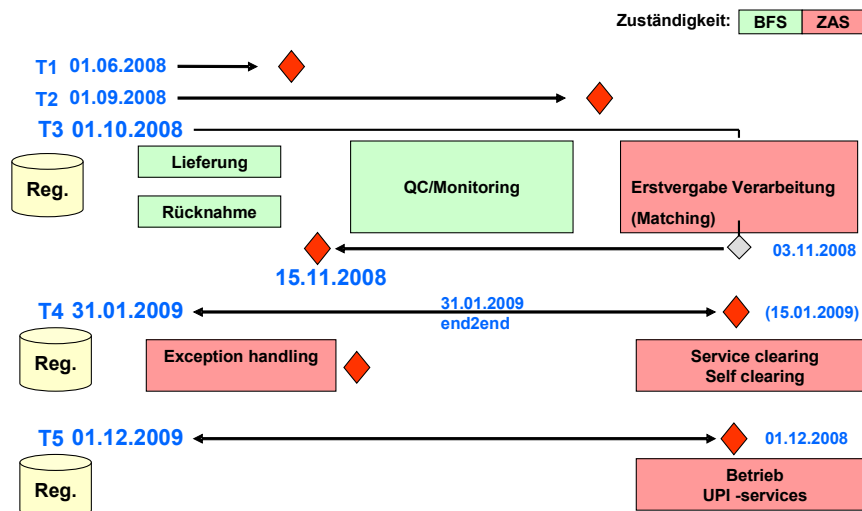 Zuständigkeit: BFS ZAS
T1 01.06.2008
T2 01.09.2008
T3 01.10.2008
Reg.
Lieferung
Rücknahme
QC/Monitoring
Erstvergabe Verarbeitung
(Matching)
03.11.2008
15.11.2008
T4 31.01.2009
31.01.2009
end2end
(15.01.2009)
Reg.
Exception handling
Service clearing
Self clearing
T5 01.12.2009
01.12.2008
Reg.
Betrieb
UPI -services